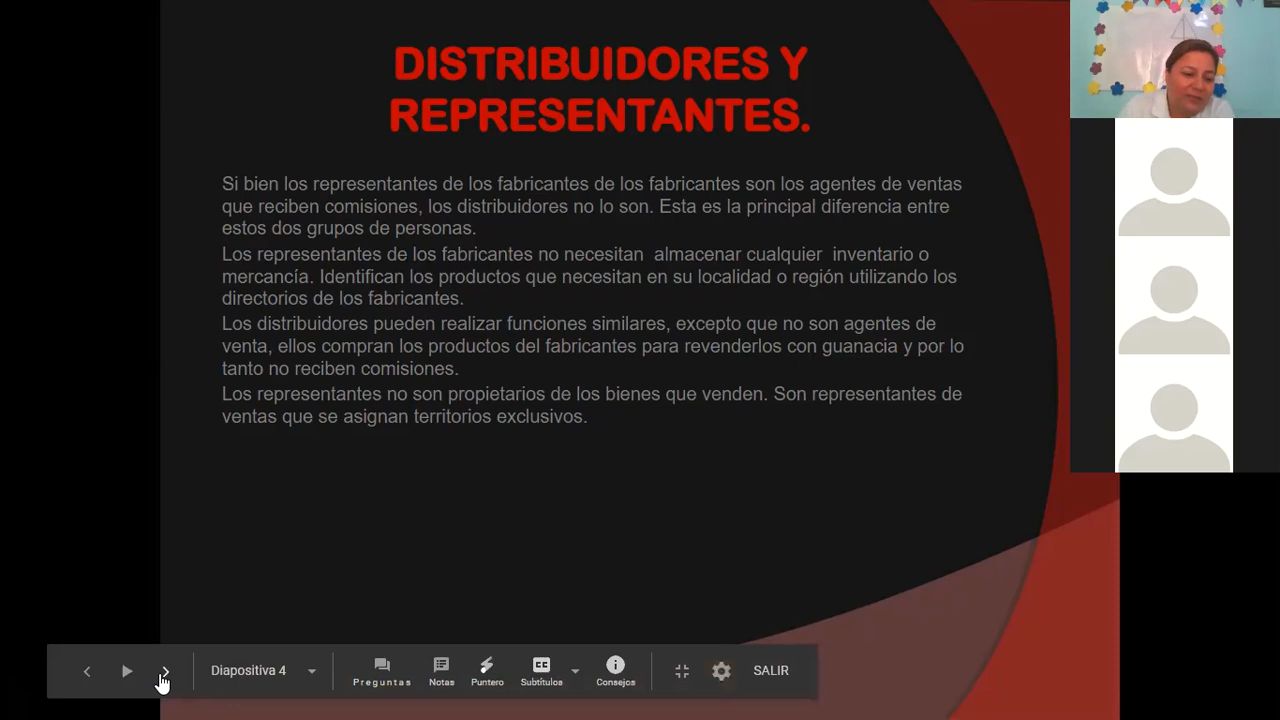 DISTRIBUIDORES Y
REPRESENTANTES.
Si bien los representantes de los fabricantes de los fabricantes son los agentes de ventas
que reciben comisiones, los distribuidores no lo son. Esta es la principal diferencia entre
estos dos grupos de personas.
Los representantes de los fabricantes no necesitan  almacenar cualquier  inventario o
mercancía. Identifican los productos que necesitan en su localidad o región utilizando los
directorios de los fabricantes.
Los distribuidores pueden realizar funciones similares, excepto que no son agentes de
venta, ellos compran los productos del fabricantes para revenderlos con guanacia y por lo
tanto no reciben comisiones.
Los representantes no son propietarios de los bienes que venden. Son representantes de
ventas que se asignan territorios exclusivos.
Diapositiva 4
Preguntas
Notas
Puntero
CC
Subtítulos
Consejos
SALIR